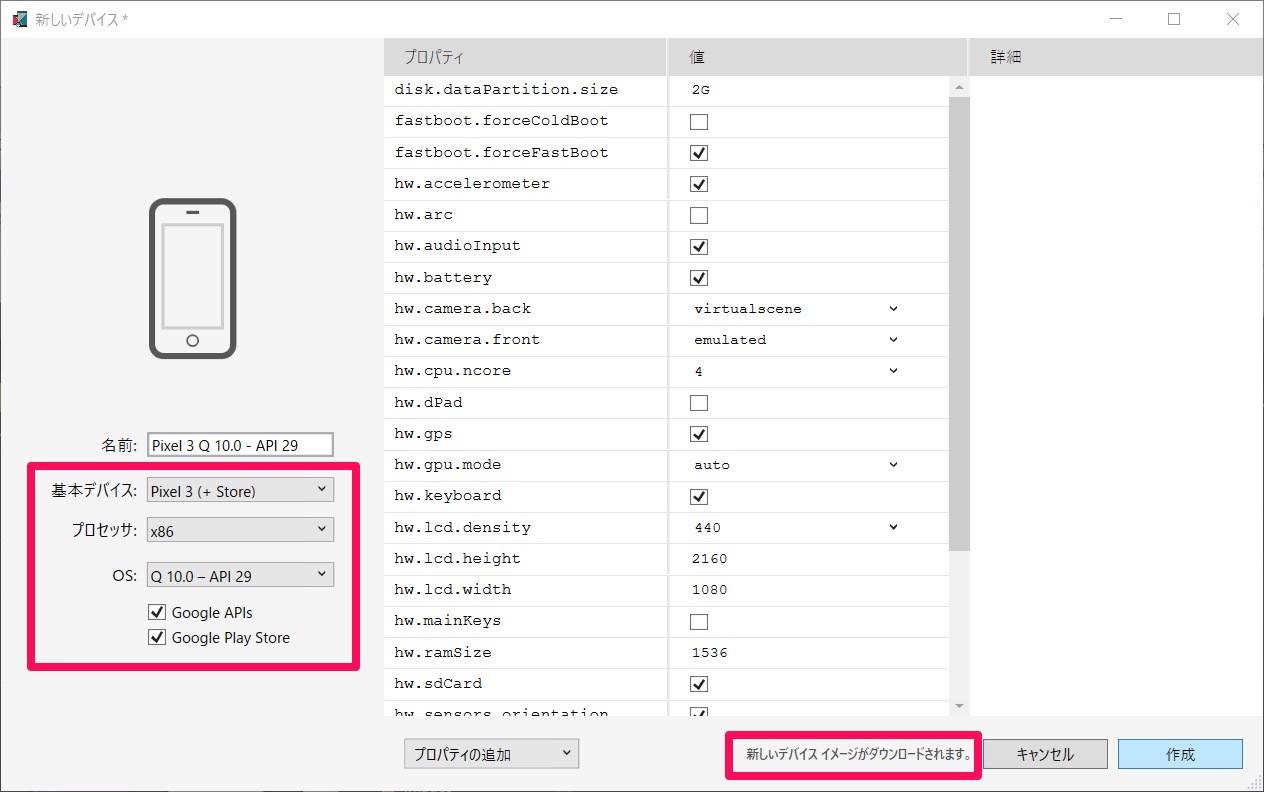 新しいデバイス *
プロパティ 値 詳細
disk.dataPartition.size 2G
fastboot.forceColdBoot
fastboot.forceFastBoot
hw.accelerometer
hw.arc
hw.audioInput
hw.battery
hw.camera.back virtualscene
hw.camera.front emulated
hw.cpu.ncore 4
hw.dPad
hw.gps
hw.gpu.mode auto
hw.keyboard
hw.lcd.density 440
hw.lcd.height 2160
hw.lcd.width 1080
hw.mainKeys
hw.ramSize 1536
hw.sdCard
hw.sensors.orientation
名前: Pixel 3 Q 10.0 - API 29
基本デバイス: Pixel 3 (+ Store)
プロセッサ: x86
OS: Q 10.0 – API 29
Google APIs
Google Play Store
プロパティの追加
新しいデバイス イメージがダウンロードされます。
キャンセル
作成